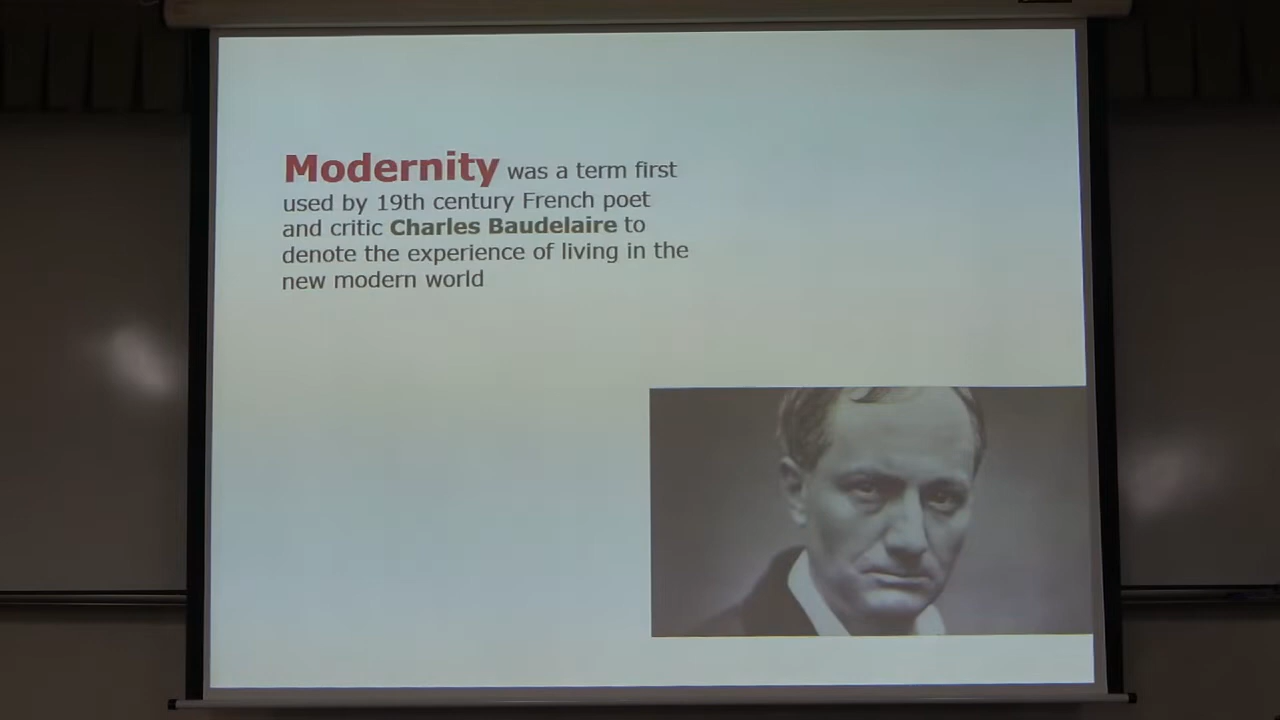 Modernity was a term first
used by 19th century French poet
and critic Charles Baudelaire to
denote the experience of living in the
new modern world